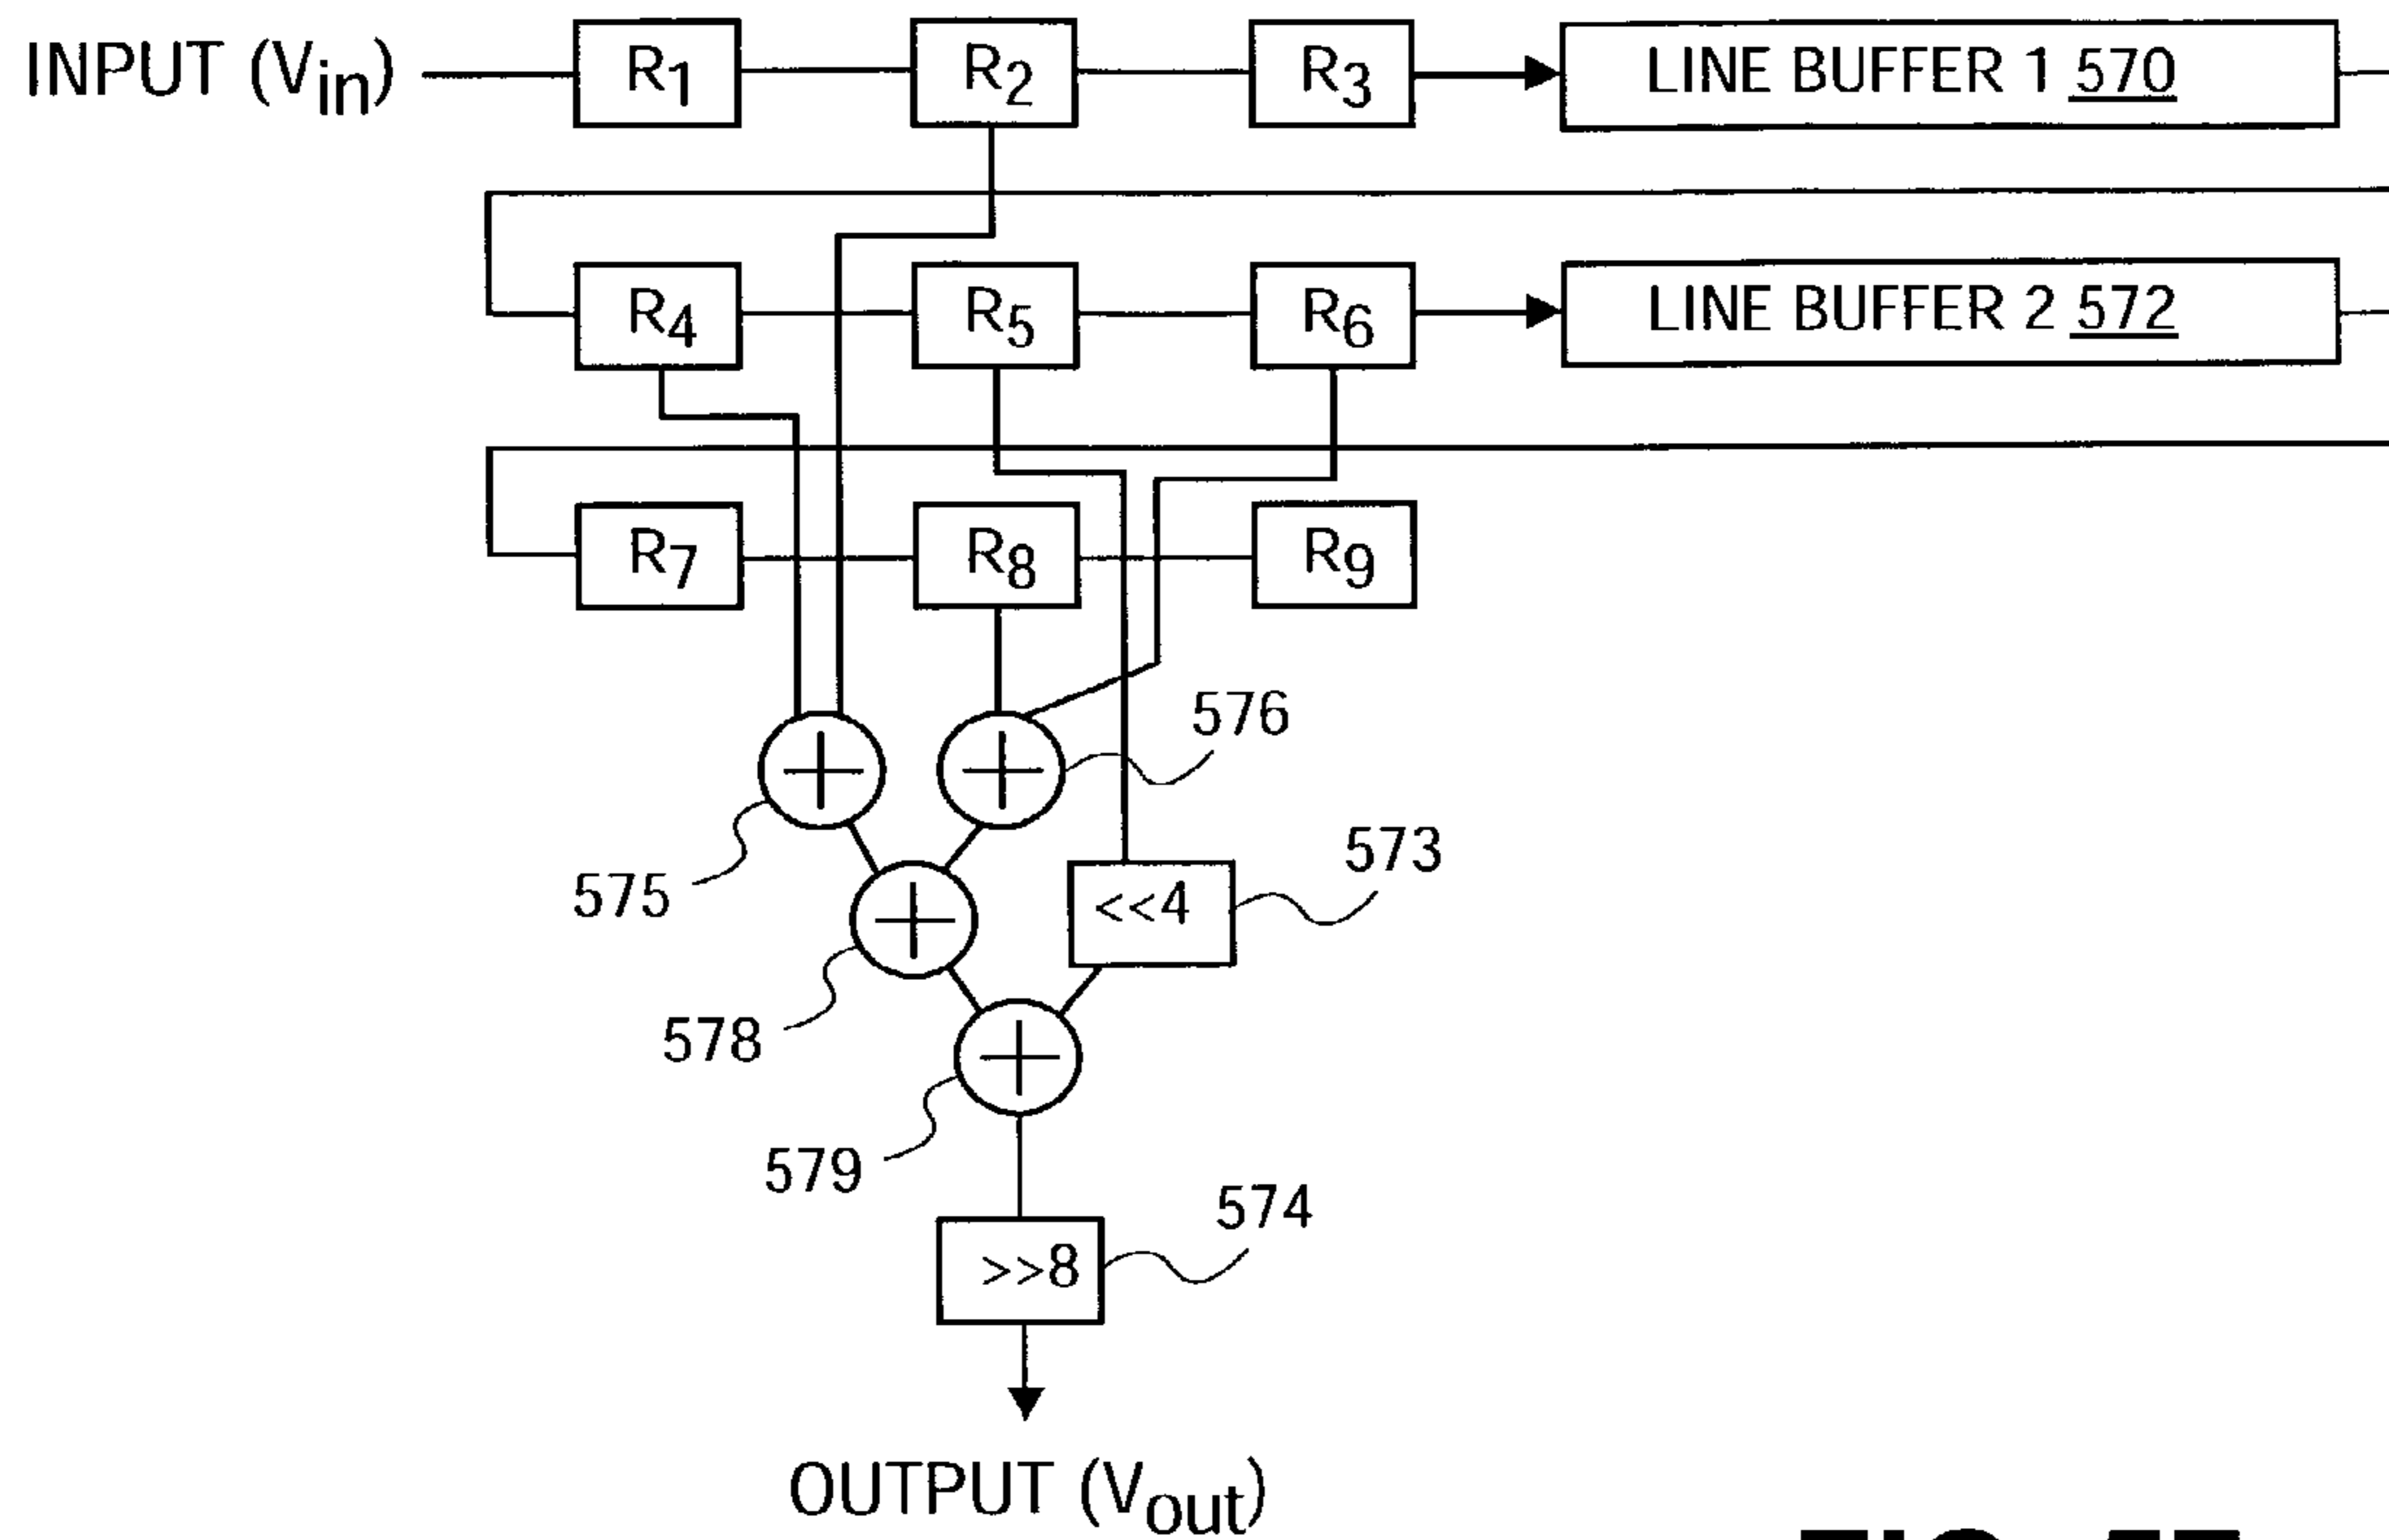 INPUT (Vin) R1 R2 R3 LINE BUFFER 1 570
R4 R5 R6 LINE BUFFER 2 572
R7 R8 R9
576
573
575
<<4
578
579
574
>>8
OUTPUT (Vout)